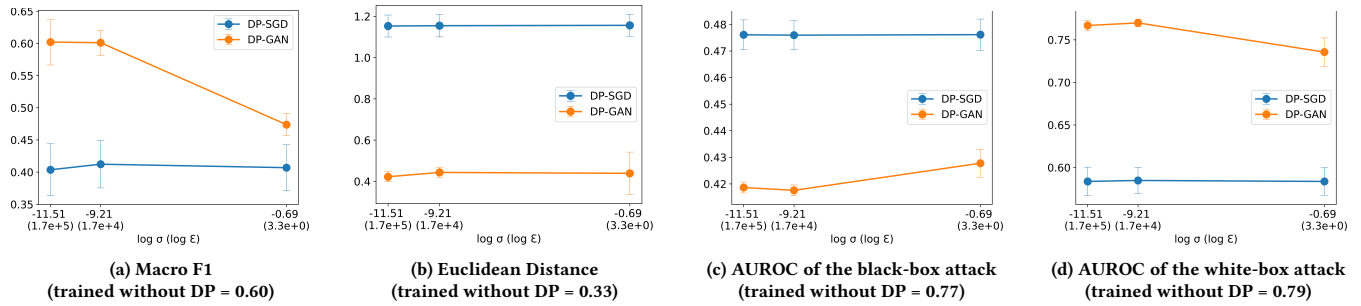 0.65
0.60
0.55
0.50
0.45
0.40
0.35
DP-SGD
DP-GAN
-11.51 -9.21 -0.69
(1.7e+5) (1.7e+4) (3.3e+0)
log σ (log Ɛ)
(a) Macro F1
(trained without DP = 0.60)
1.2
1.0
0.8
0.6
0.4
DP-SGD
DP-GAN
-11.51 -9.21 -0.69
(1.7e+5) (1.7e+4) (3.3e+0)
log σ (log Ɛ)
(b) Euclidean Distance
(trained without DP = 0.33)
0.48
0.47
0.46
0.45
0.44
0.43
0.42
DP-SGD
DP-GAN
-11.51 -9.21 -0.69
(1.7e+5) (1.7e+4) (3.3e+0)
log σ (log Ɛ)
(c) AUROC of the black-box attack
(trained without DP = 0.77)
0.75
0.70
0.65
0.60
DP-SGD
DP-GAN
-11.51 -9.21 -0.69
(1.7e+5) (1.7e+4) (3.3e+0)
log σ (log Ɛ)
(d) AUROC of the white-box attack
(trained without DP = 0.79)